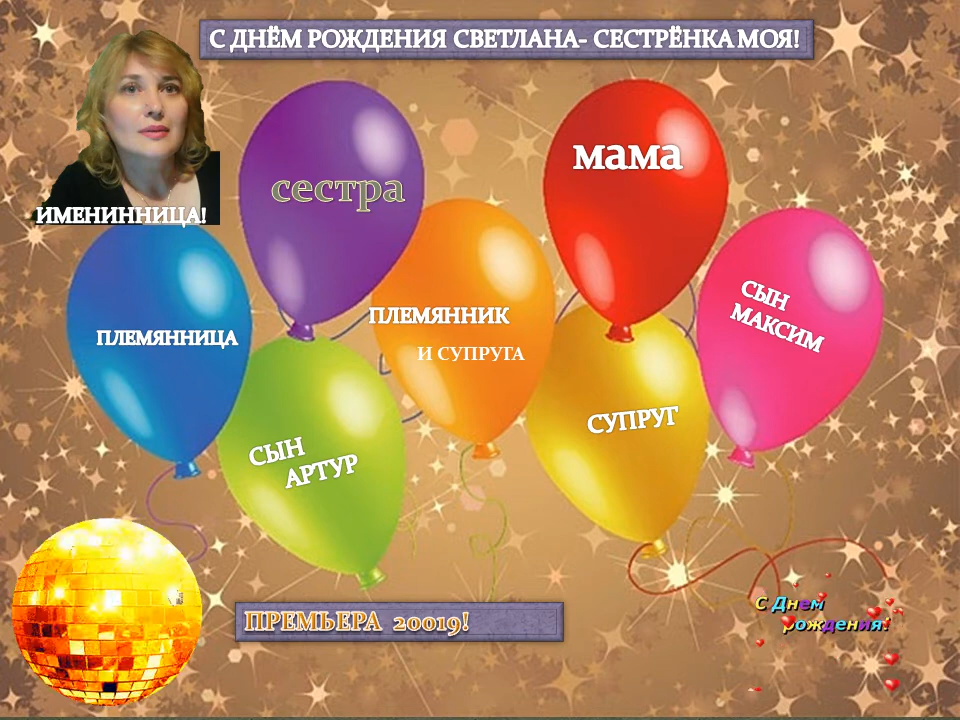 С ДНЁМ РОЖДЕНИЯ СВЕТЛАНА- СЕСТРЁНКА МОЯ!
ИМЕНИННИЦА!
сестра
мама
ПЛЕМЯННИЦА
ПЛЕМЯННИК
И СУПРУГА
СЫН
МАКСИМ
СЫН
АРТУР
СУПРУГ
ПРЕМЬЕРА 20019!
С Днем
рождения!